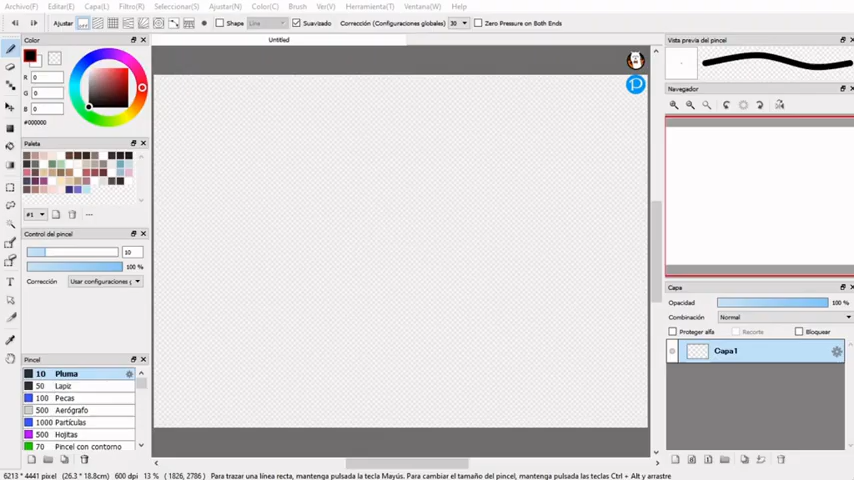 Archivo(F) Editar(E) Capa(L) Filtro(R) Seleccionar(S) Ajustar(N) Color(C) Brush Ver(V) Herramienta(T) Ventana(W) Help
Ajustar Shape Line Suavizado Corrección (Configuraciones globales) 30 Zero Pressure on Both Ends
Color
Untitled
Vista previa del pincel
R 0
G 0
B 0
#000000
Navegador
Paleta
#1
Control del pincel
10
100 %
Corrección Usar configuraciones
Capa
Opacidad 100 %
Combinación Normal
Proteger alfa Recorte Bloquear
Capa1
Pincel
10 Pluma
50 Lapiz
100 Pecas
500 Aerógrafo
1000 Partículas
500 Hojitas
70 Pincel con contorno
6213 * 4441 píxel (26.3 * 18.8cm) 600 dpi 13 % (1826, 2786) Para trazar una línea recta, mantenga pulsada la tecla Mayús. Para cambiar el tamaño del pincel, mantenga pulsadas las teclas Ctrl + Alt y arrastre